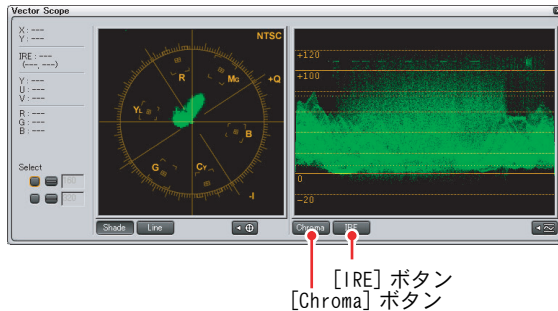 Vector Scope
X : ---
Y : ---
IRE : ---
(---, ---)
Y : ---
U : ---
V : ---
R : ---
G : ---
B : ---
Select
NTSC
R
MG
+Q
YL
B
G
CY
-I
+120
+100
0
-20
Shade
Line
Chroma
IRE
[IRE] ボタン
[Chroma] ボタン